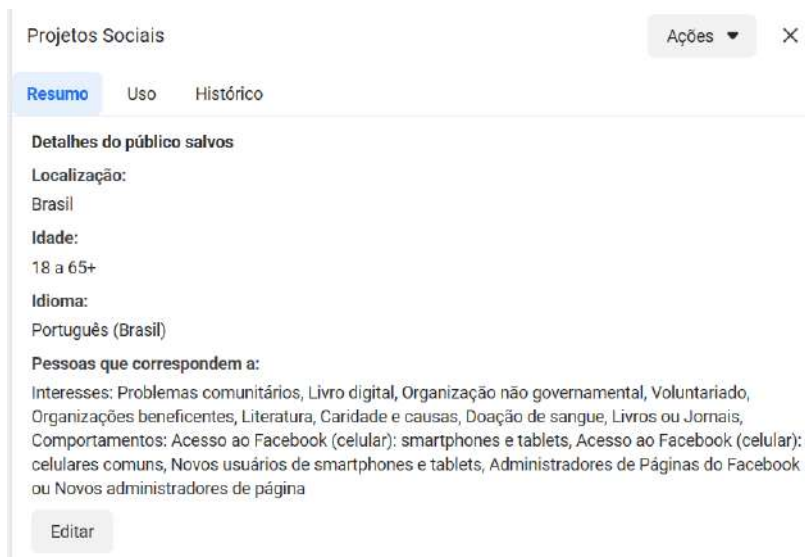 Projetos Sociais
Ações
Resumo Uso Histórico
Detalhes do público salvos
Localização:
Brasil
Idade:
18 a 65+
Idioma:
Português (Brasil)
Pessoas que correspondem a:
Interesses: Problemas comunitários, Livro digital, Organização não governamental, Voluntariado,
Organizações beneficentes, Literatura, Caridade e causas, Doação de sangue, Livros ou Jornais,
Comportamentos: Acesso ao Facebook (celular): smartphones e tablets, Acesso ao Facebook (celular):
celulares comuns, Novos usuários de smartphones e tablets, Administradores de Páginas do Facebook
ou Novos administradores de página
Editar